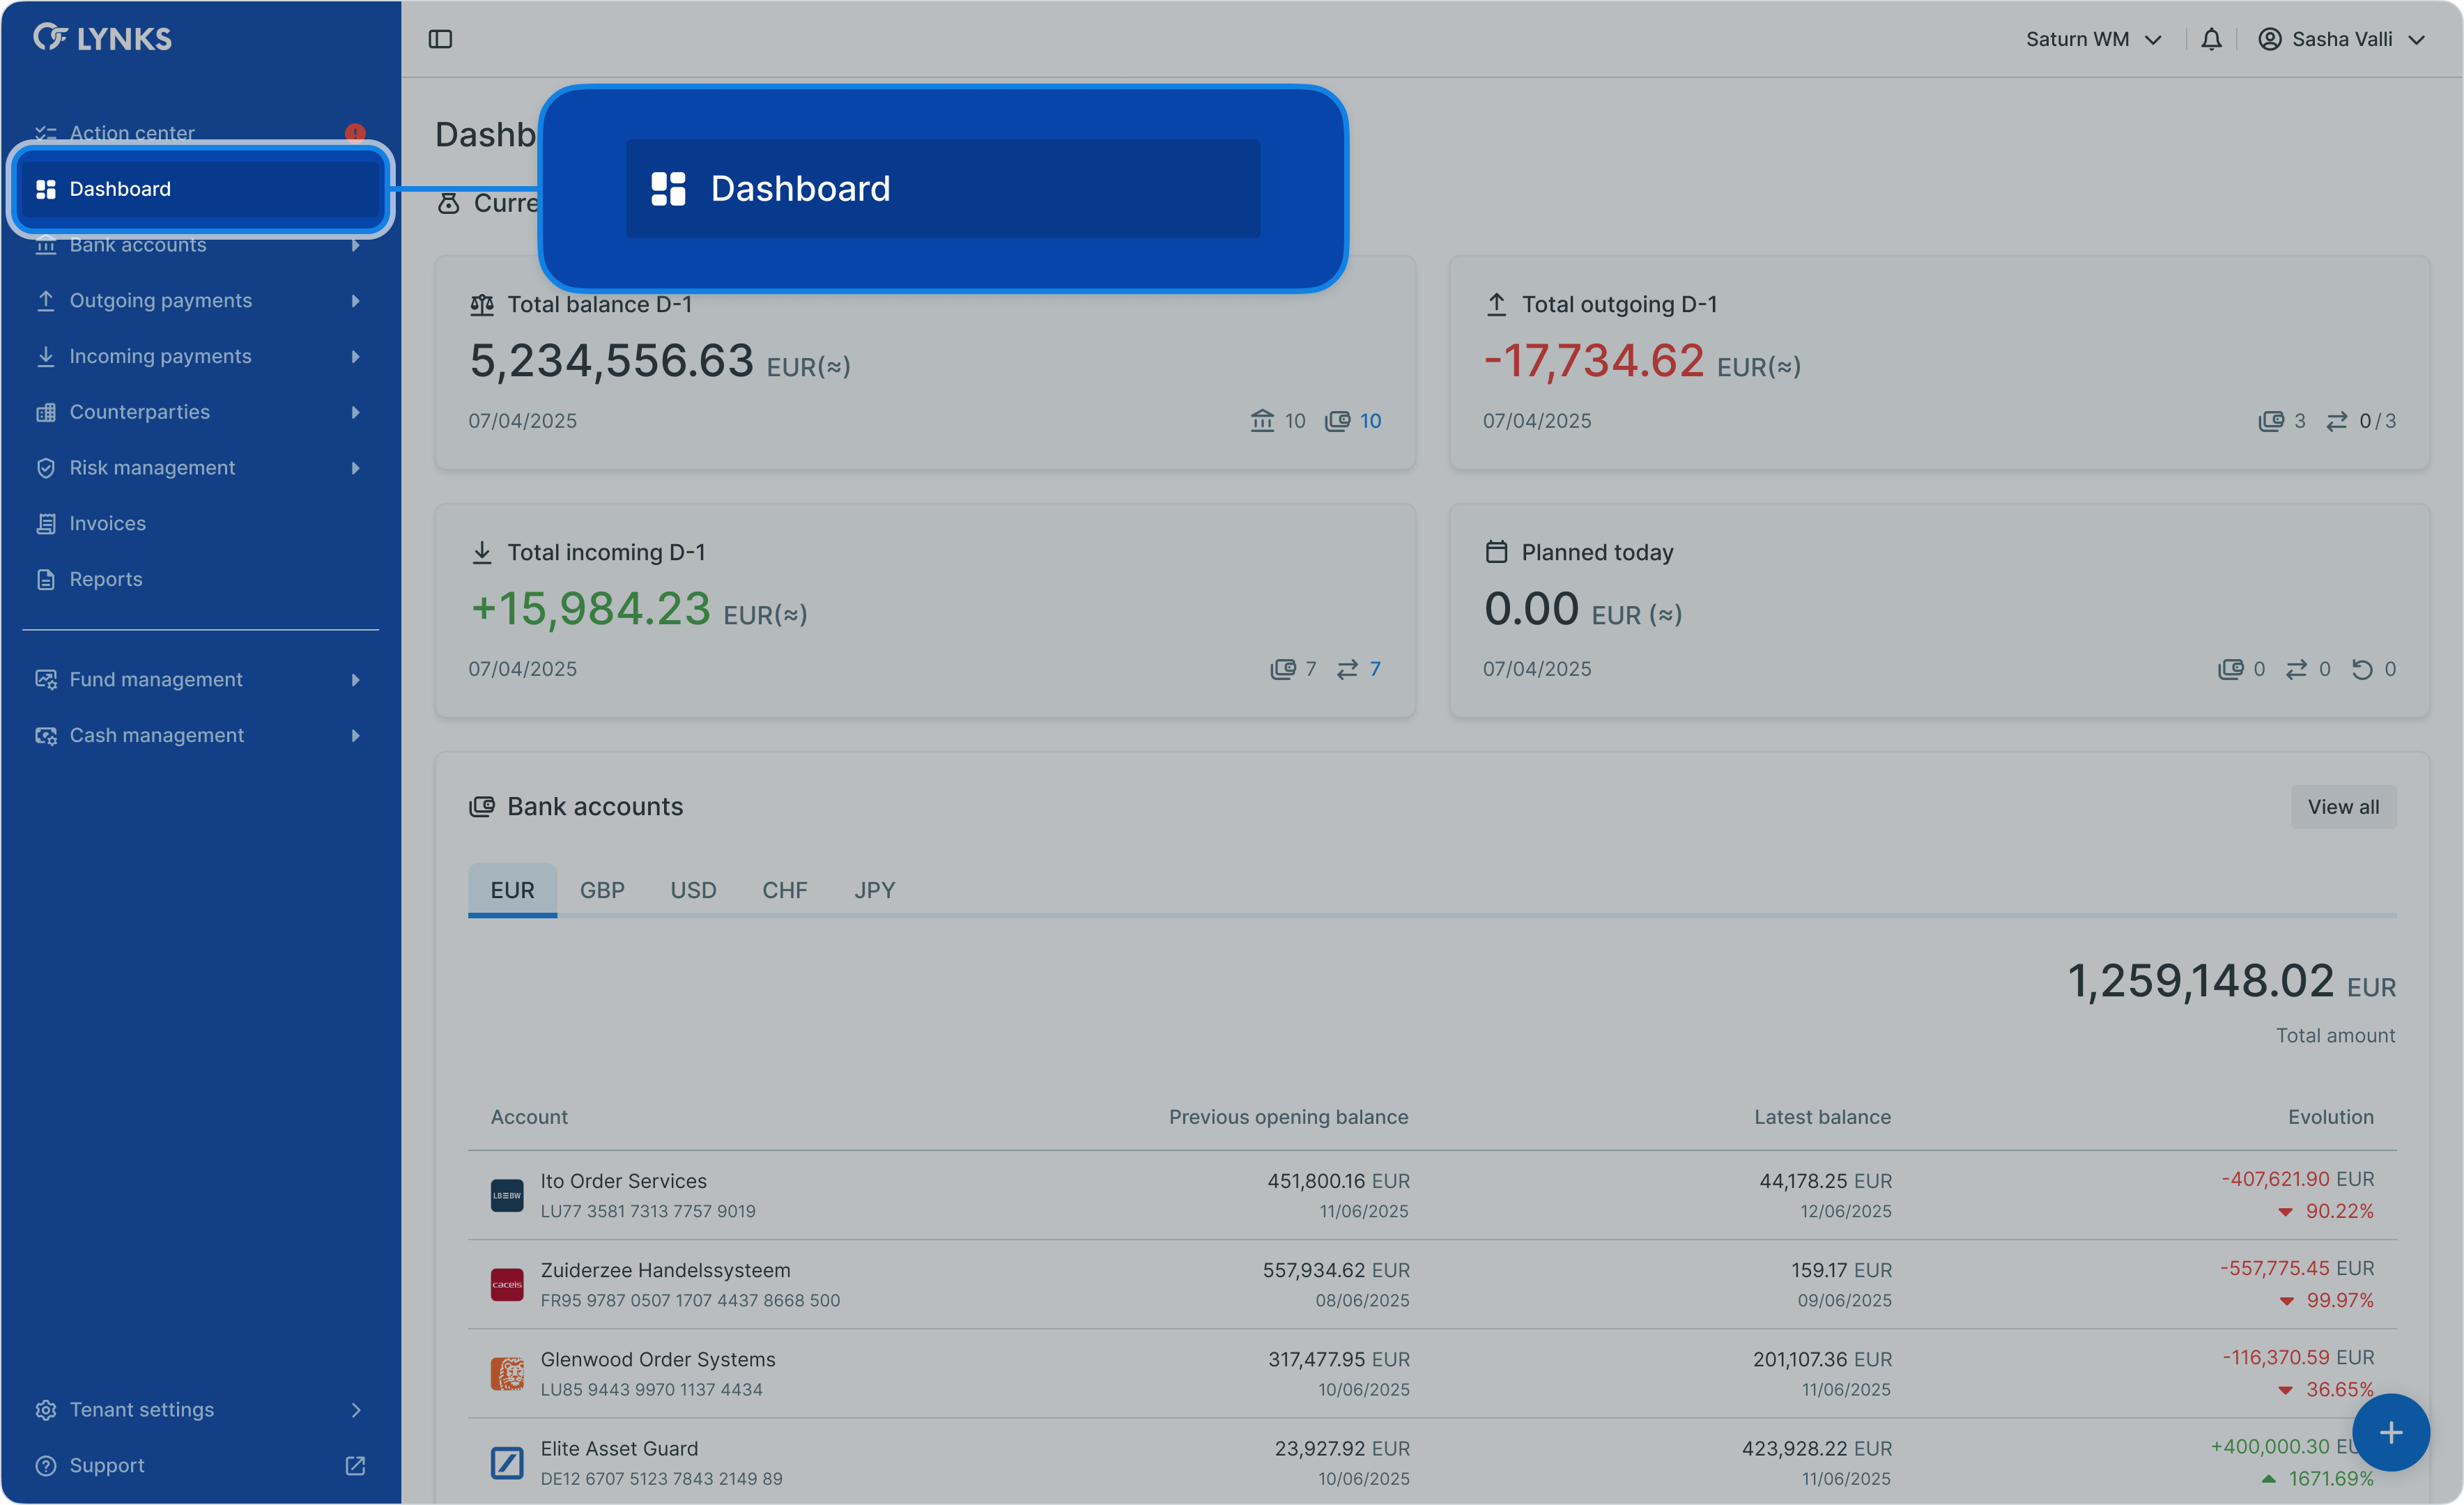 LYNKS
Saturn WM
Sasha Valli
Action center
Dashboard
Bank accounts
Outgoing payments
Incoming payments
Counterparties
Risk management
Invoices
Reports
Fund management
Cash management
Tenant settings
Support
Dashb
Dashboard
Curre
Total balance D-1
5,234,556.63 EUR(≈)
07/04/2025 10 10
Total outgoing D-1
-17,734.62 EUR(≈)
07/04/2025 3 0/3
Total incoming D-1
+15,984.23 EUR(≈)
07/04/2025 7 7
Planned today
0.00 EUR (≈)
07/04/2025 0 0 0
Bank accounts View all
EUR GBP USD CHF JPY
1,259,148.02 EUR
Total amount
Account Previous opening balance Latest balance Evolution
LBBW Ito Order Services 451,800.16 EUR 44,178.25 EUR -407,621.90 EUR
LU77 3581 7313 7757 9019 11/06/2025 12/06/2025 90.22%
caceis Zuiderzee Handelssysteem 557,934.62 EUR 159.17 EUR -557,775.45 EUR
FR95 9787 0507 1707 4437 8668 500 08/06/2025 09/06/2025 99.97%
Glenwood Order Systems 317,477.95 EUR 201,107.36 EUR -116,370.59 EUR
LU85 9443 9970 1137 4434 10/06/2025 11/06/2025 36.65%
Elite Asset Guard 23,927.92 EUR 423,928.22 EUR +400,000.30 EU
DE12 6707 5123 7843 2149 89 10/06/2025 11/06/2025 1671.69%